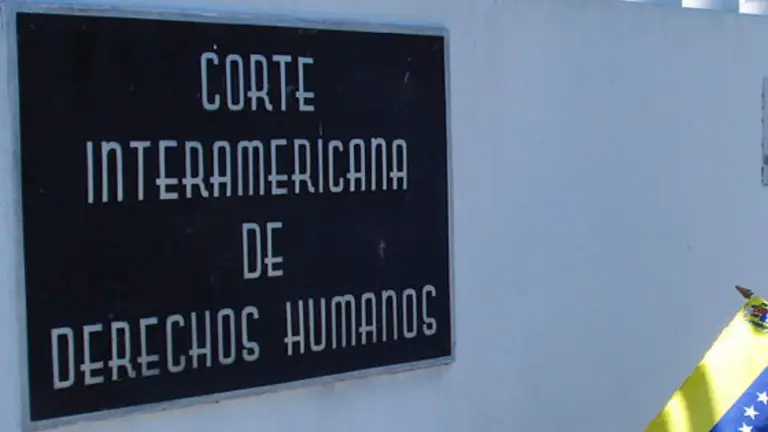 CORTE
INTERAMERICANA
DE
DERECHOS HUMANOS